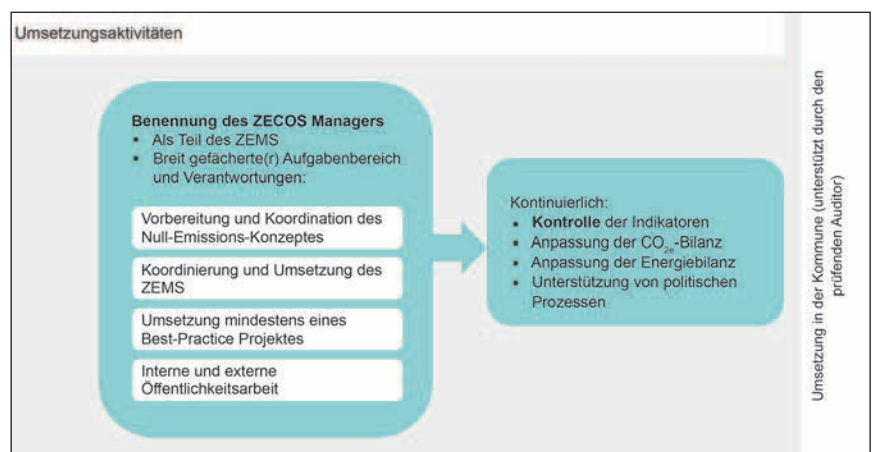 Umsetzungsaktivitäten
Benennung des ZECOS Managers
▪ Als Teil des ZEMS
▪ Breit gefächerte(r) Aufgabenbereich
und Verantwortungen:
Vorbereitung und Koordination des
Null-Emissions-Konzeptes
Koordinierung und Umsetzung des
ZEMS
Umsetzung mindestens eines
Best-Practice Projektes
Interne und externe
Öffentlichkeitsarbeit
Kontinuierlich:
▪ Kontrolle der Indikatoren
▪ Anpassung der CO2e-Bilanz
▪ Anpassung der Energiebilanz
▪ Unterstützung von politischen
Prozessen
Umsetzung in der Kommune (unterstützt durch den
prüfenden Auditor)